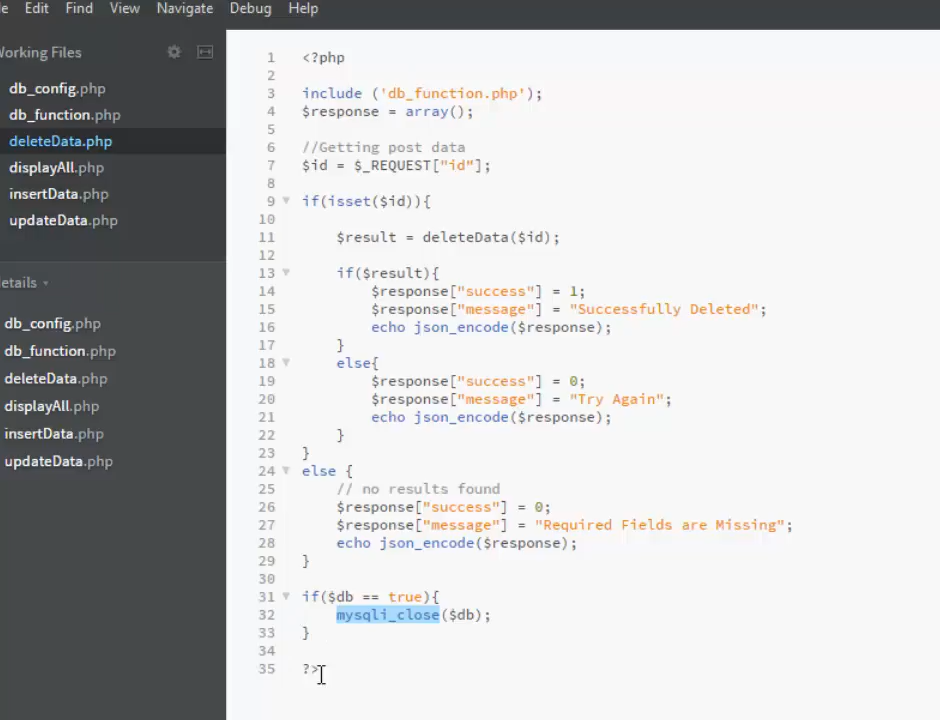 e Edit Find View Navigate Debug Help
Working Files
db_config.php
db_function.php
deleteData.php
displayAll.php
insertData.php
updateData.php
etails
db_config.php
db_function.php
deleteData.php
displayAll.php
insertData.php
updateData.php
1 <?php
2
3 include ('db_function.php');
4 $response = array();
5
6 //Getting post data
7 $id = $_REQUEST["id"];
8
9 if(isset($id)){
10
11 $result = deleteData($id);
12
13 if($result){
14 $response["success"] = 1;
15 $response["message"] = "Successfully Deleted";
16 echo json_encode($response);
17 }
18 else{
19 $response["success"] = 0;
20 $response["message"] = "Try Again";
21 echo json_encode($response);
22 }
23 }
24 else {
25 // no results found
26 $response["success"] = 0;
27 $response["message"] = "Required Fields are Missing";
28 echo json_encode($response);
29 }
30
31 if($db == true){
32 mysqli_close($db);
33 }
34
35 ?>